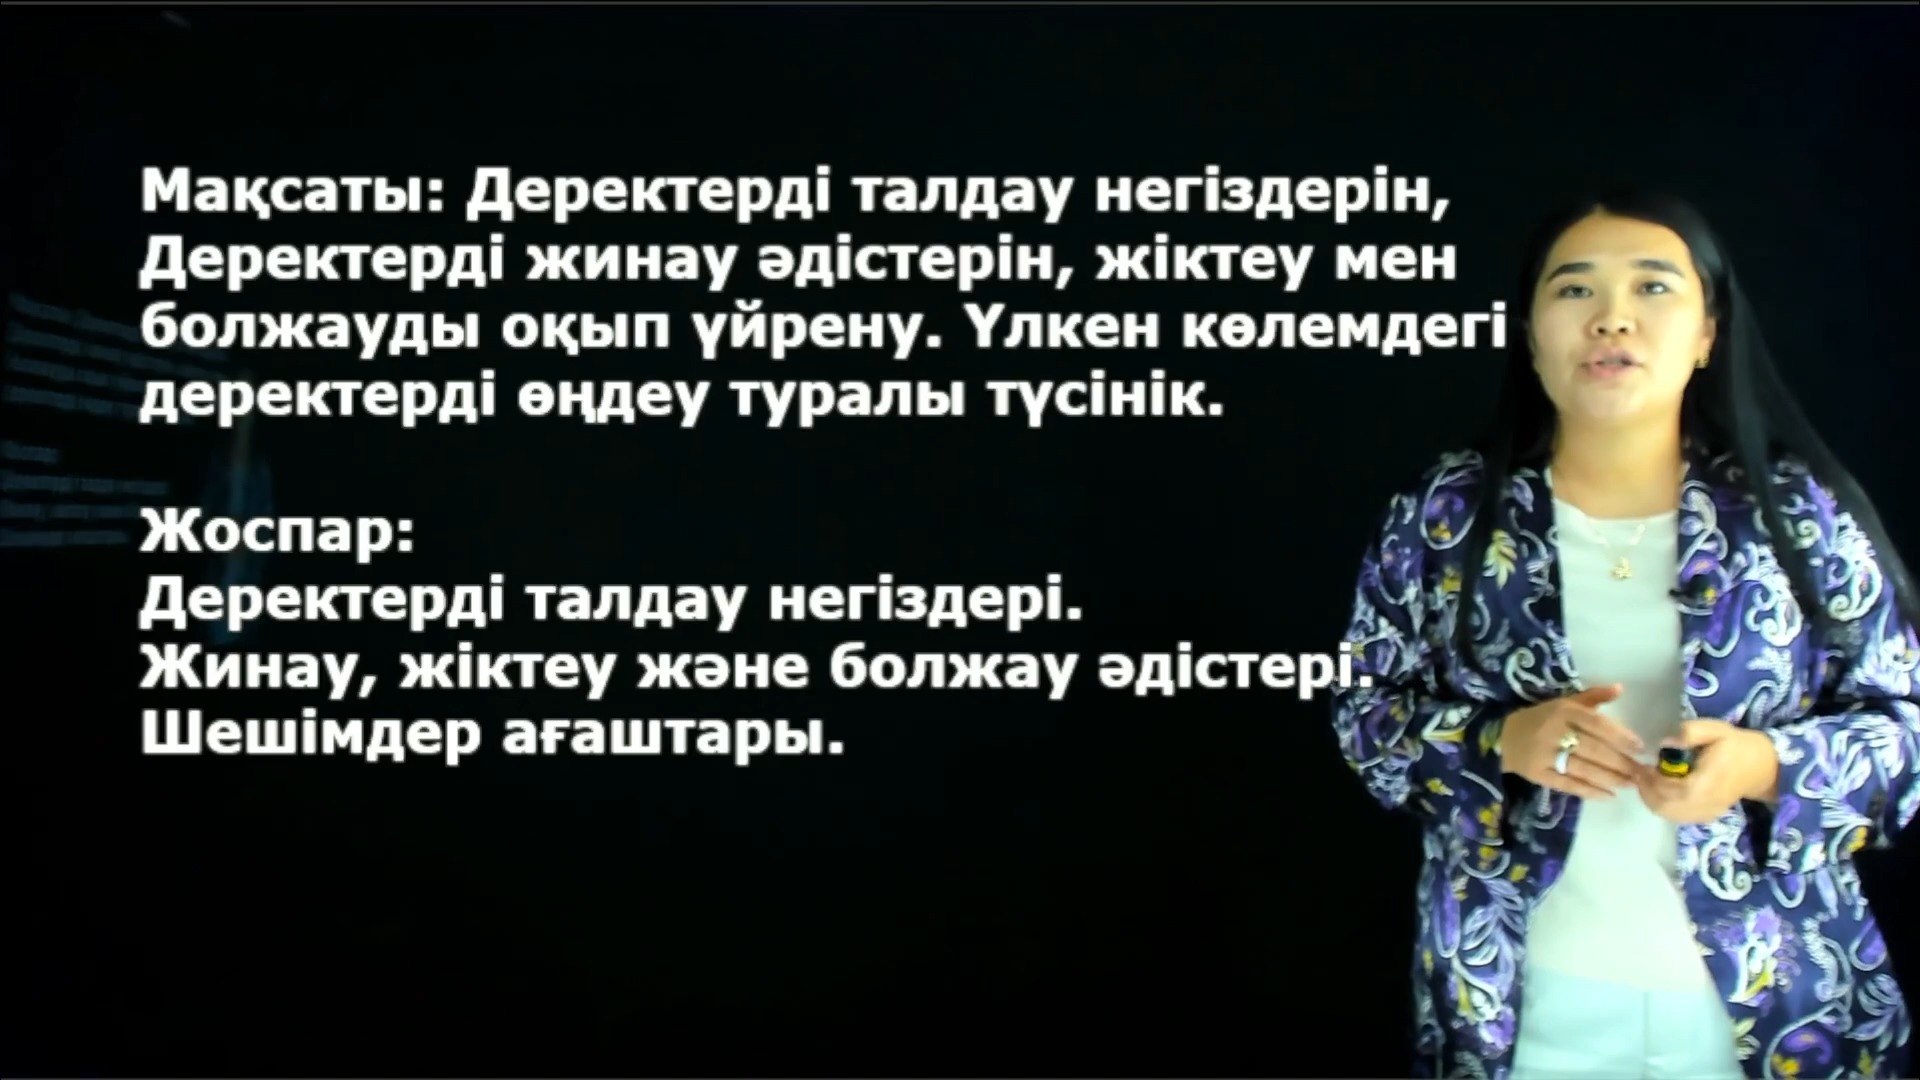 Мақсаты: Деректерді талдау негіздерін,
Деректерді жинау әдістерін, жіктеу мен
болжауды оқып үйрену. Үлкен көлемдегі
деректерді өңдеу туралы түсінік.
Жоспар:
Деректерді талдау негіздері.
Жинау, жіктеу және болжау әдістері.
Шешімдер ағаштары.